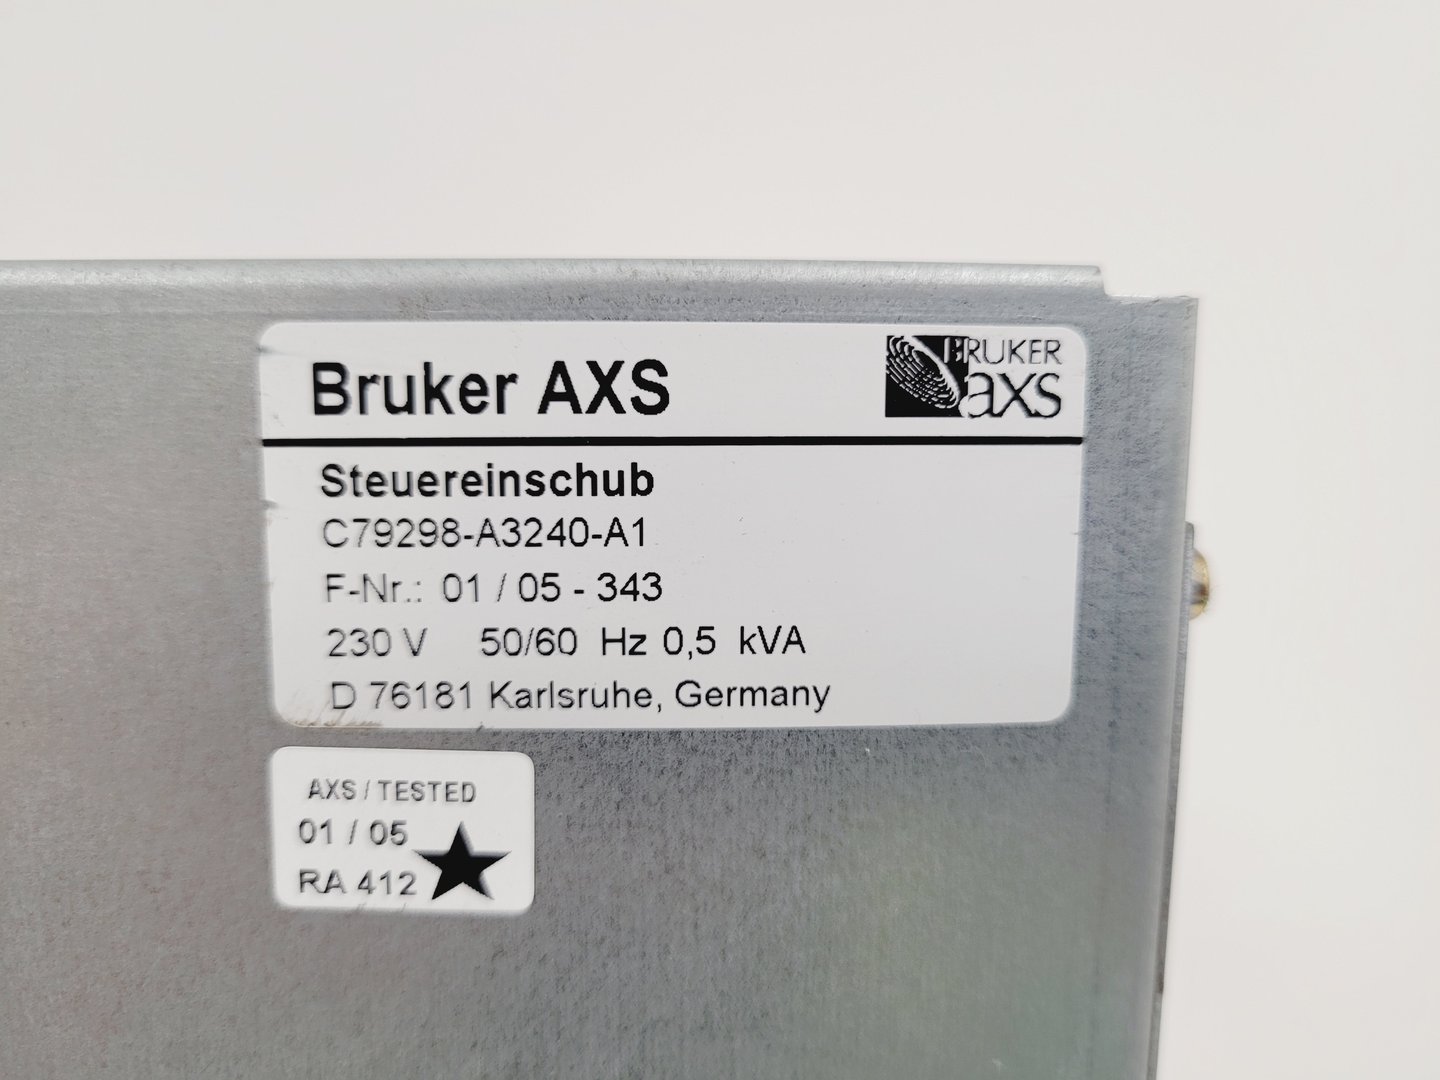 Bruker AXS
BRUKER
axs
Steuereinschub
C79298-A3240-A1
F-Nr.: 01 / 05 - 343
230 V 50/60 Hz 0,5 kVA
D 76181 Karlsruhe, Germany
AXS / TESTED
01 / 05
RA 412